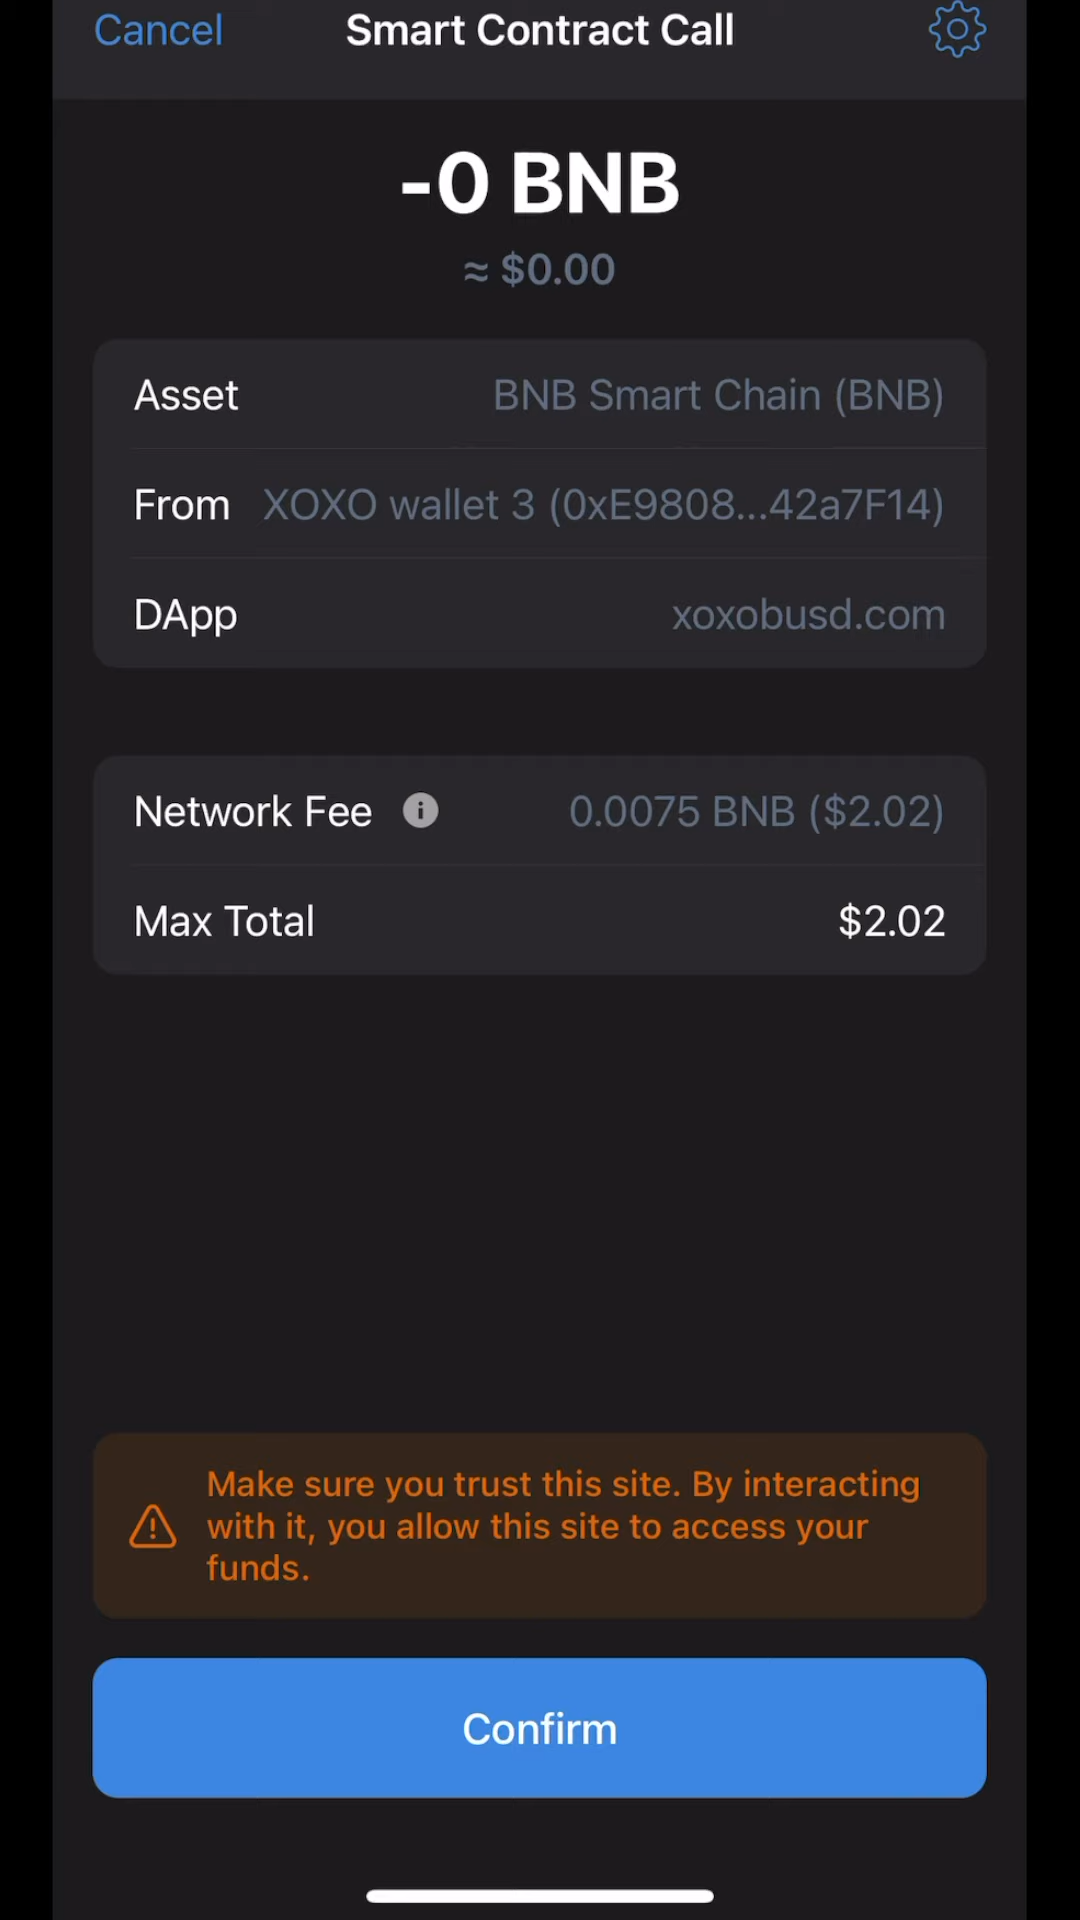 Cancel Smart Contract Call
-0 BNB
≈ $0.00
Asset BNB Smart Chain (BNB)
From XOXO wallet 3 (0xE9808...42a7F14)
DApp xoxobusd.com
Network Fee i 0.0075 BNB ($2.02)
Max Total $2.02
Make sure you trust this site. By interacting
with it, you allow this site to access your
funds.
Confirm